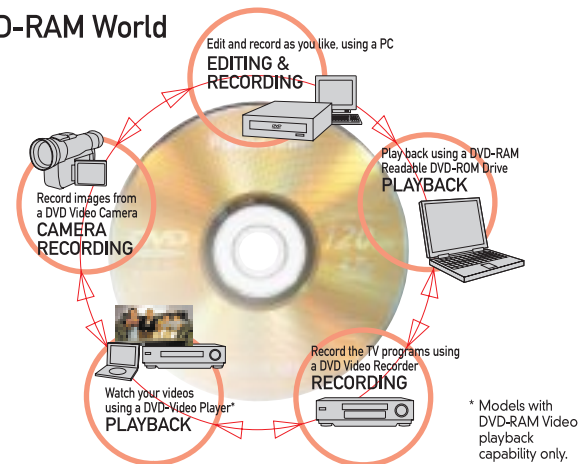 D-RAM World
Edit and record as you like, using a PC
EDITING &
RECORDING
Play back using a DVD-RAM
Readable DVD-ROM Drive
PLAYBACK
Record images from
a DVD Video Camera
CAMERA
RECORDING
Record the TV programs using
a DVD Video Recorder
RECORDING
Watch your videos
using a DVD-Video Player*
PLAYBACK
* Models with
DVD-RAM Video
playback
capability only.